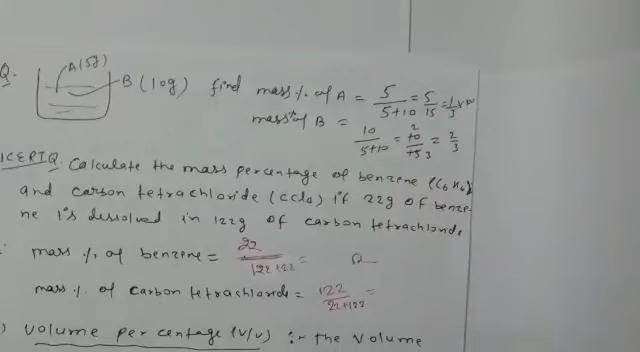 Q. A(5g) B(10g) find mass % of A = 5/5+10 = 5/15 = 1/3
mass % of B = 10/5+10 = 10/15 = 2/3
NCERT Q. Calculate the mass percentage of benzene (C6H6)
and carbon tetrachloride (CCl4) if 22g of benze-
ne is dissolved in 122g of carbon tetrachloride
mass % of benzene = 22/122+22 =
mass % of carbon tetrachloride = 122/22+122 =
) volume percentage (v/v) :- the volume